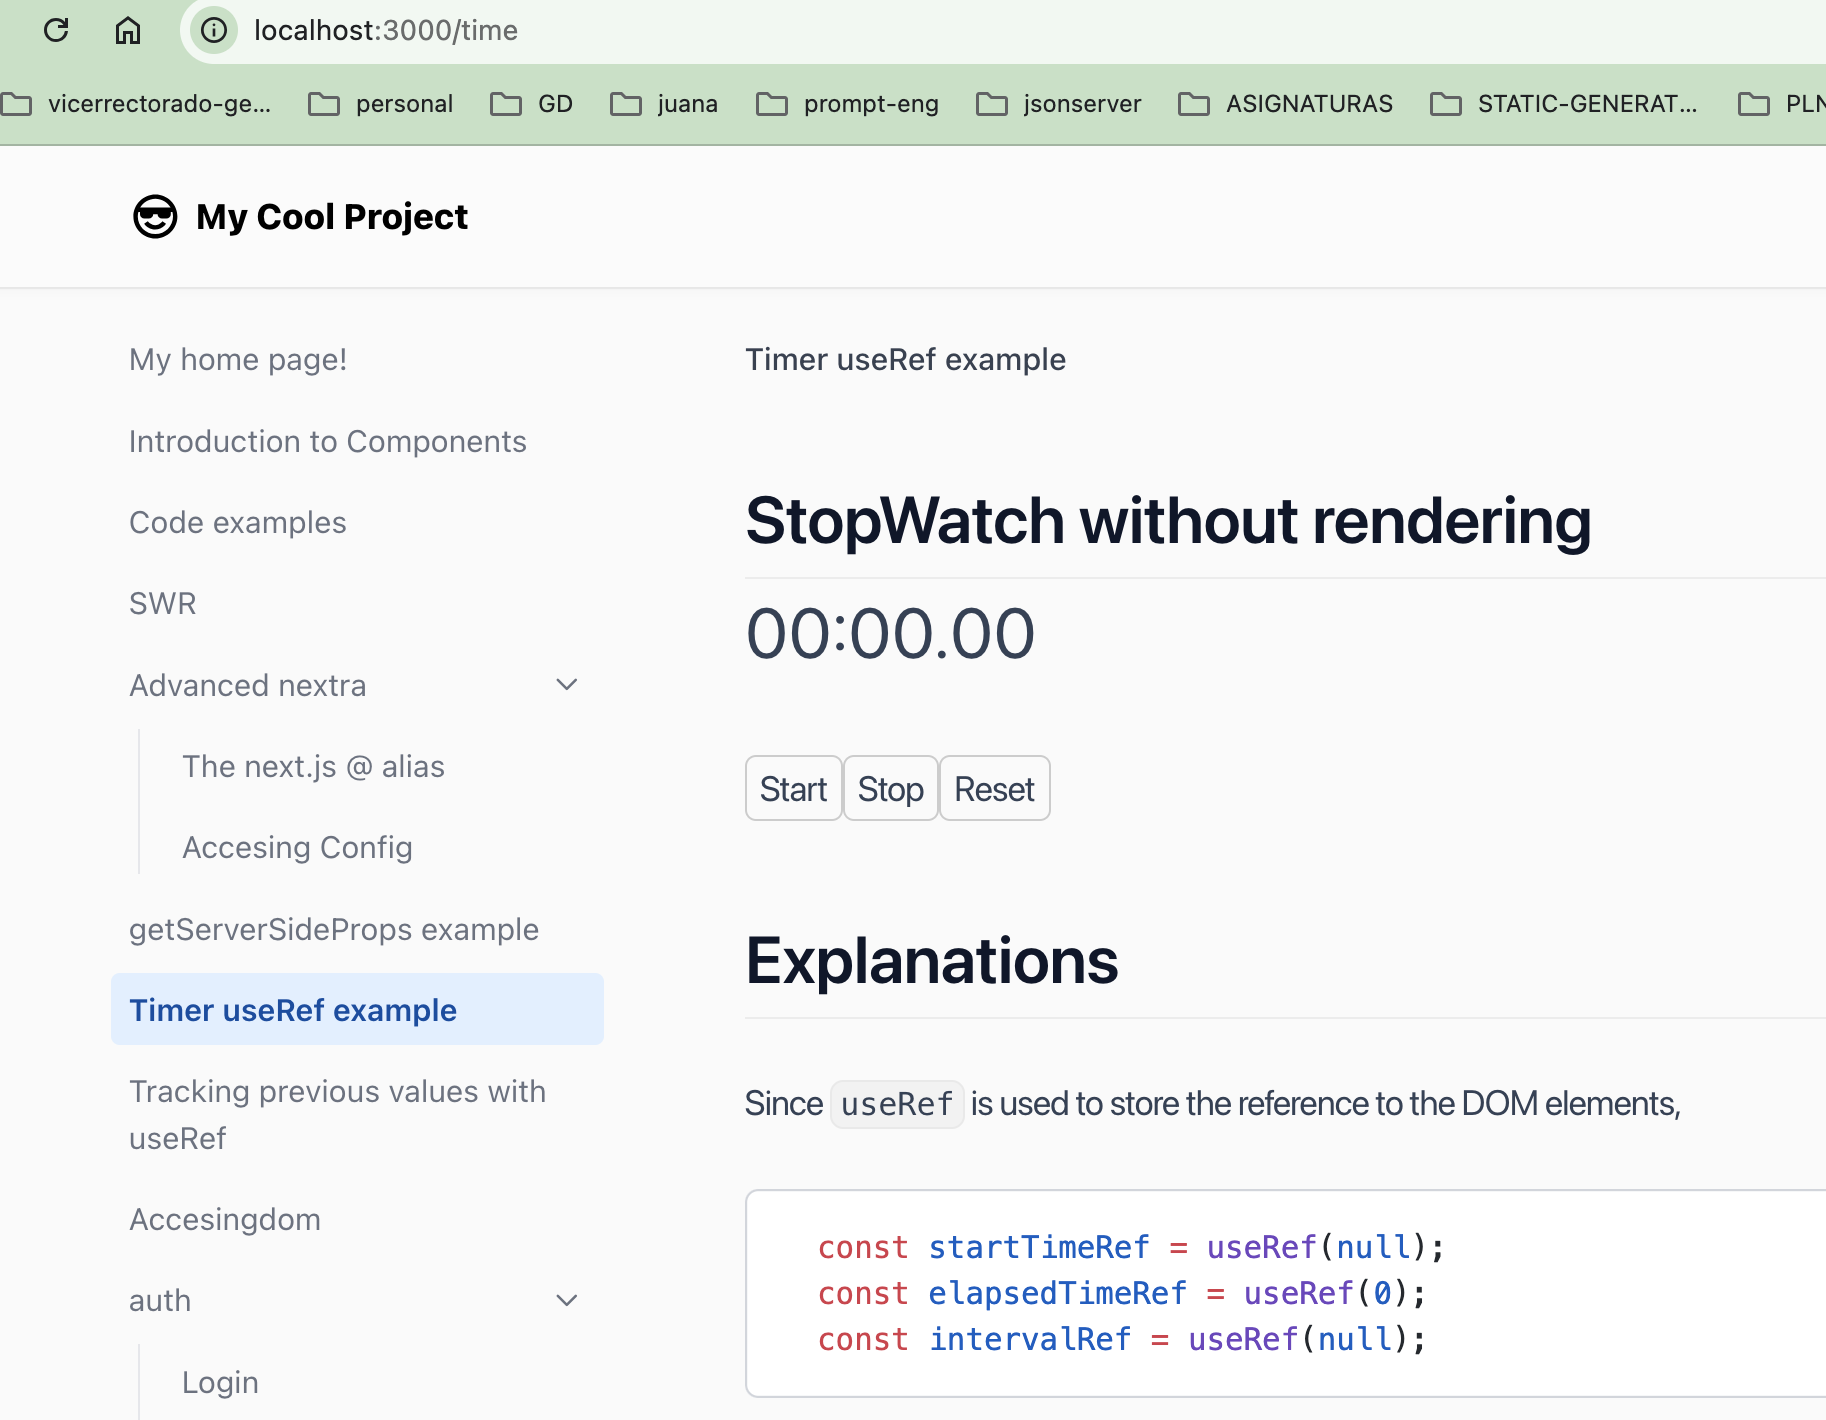 localhost:3000/time
vicerrectorado-ge...
personal
GD
juana
prompt-eng
jsonserver
ASIGNATURAS
STATIC-GENERAT...
My Cool Project
My home page!
Introduction to Components
Code examples
SWR
Advanced nextra
The next.js @ alias
Accesing Config
getServerSideProps example
Timer useRef example
Tracking previous values with
useRef
Accesingdom
auth
Login
Timer useRef example
StopWatch without rendering
00:00.00
Start
Stop
Reset
Explanations
Since useRef is used to store the reference to the DOM elements,
const startTimeRef = useRef(null);
const elapsedTimeRef = useRef(0);
const intervalRef = useRef(null);